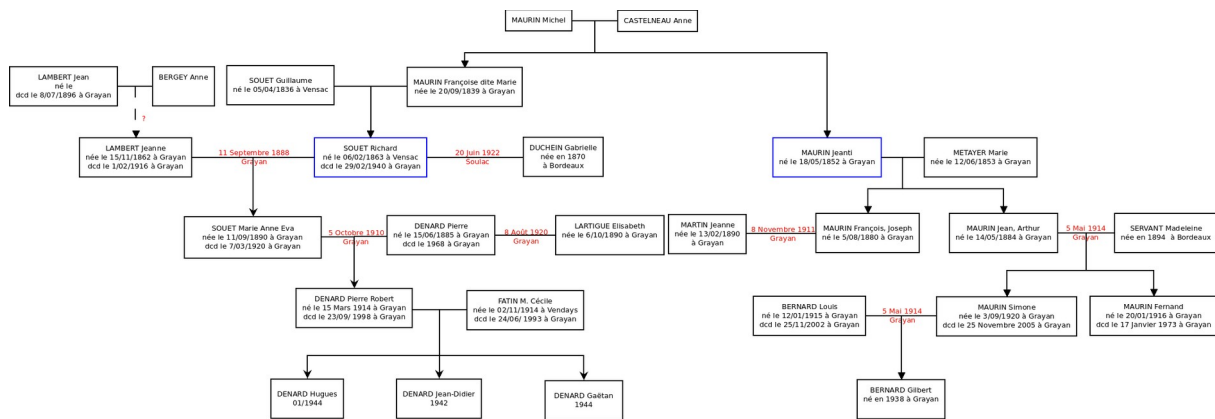 MAURIN Michel
CASTELNEAU Anne
LAMBERT Jean
né le
dcd le 8/07/1896 à Grayan
BERGEY Anne
SOUET Guillaume
né le 05/04/1836 à Vensac
MAURIN Françoise dite Marie
née le 20/09/1839 à Grayan
?
LAMBERT Jeanne
née le 15/11/1862 à Grayan
dcd le 1/02/1916 à Grayan
11 Septembre 1888
Grayan
SOUET Richard
né le 06/02/1863 à Vensac
dcd le 29/02/1940 à Grayan
20 Juin 1922
Soulac
DUCHEIN Gabrielle
née en 1870
à Bordeaux
MAURIN Jeanti
né le 18/05/1852 à Grayan
METAYER Marie
née le 12/06/1853 à Grayan
SOUET Marie Anne Eva
née le 11/09/1890 à Grayan
dcd le 7/03/1920 à Grayan
5 Octobre 1910
Grayan
DENARD Pierre
né le 15/06/1885 à Grayan
dcd le 1968 à Grayan
8 Août 1920
Grayan
LARTIGUE Elisabeth
née le 6/10/1890 à Grayan
MARTIN Jeanne
née le 13/02/1890
à Grayan
8 Novembre 1911
Grayan
MAURIN François, Joseph
né le 5/08/1880 à Grayan
MAURIN Jean, Arthur
né le 14/05/1884 à Grayan
5 Mai 1914
Grayan
SERVANT Madeleine
née en 1894 à Bordeaux
DENARD Pierre Robert
né le 15 Mars 1914 à Grayan
dcd le 23/09/ 1998 à Grayan
FATIN M. Cécile
née le 02/11/1914 à Vendays
dcd le 24/06/ 1993 à Grayan
BERNARD Louis
né le 12/01/1915 à Grayan
dcd le 25/11/2002 à Grayan
5 Mai 1914
Grayan
MAURIN Simone
née le 3/09/1920 à Grayan
dcd le 25 Novembre 2005 à Grayan
MAURIN Fernand
né le 20/01/1916 à Grayan
dcd le 17 Janvier 1973 à Grayan
DENARD Hugues
01/1944
DENARD Jean-Didier
1942
DENARD Gaëtan
1944
BERNARD Gilbert
né en 1938 à Grayan